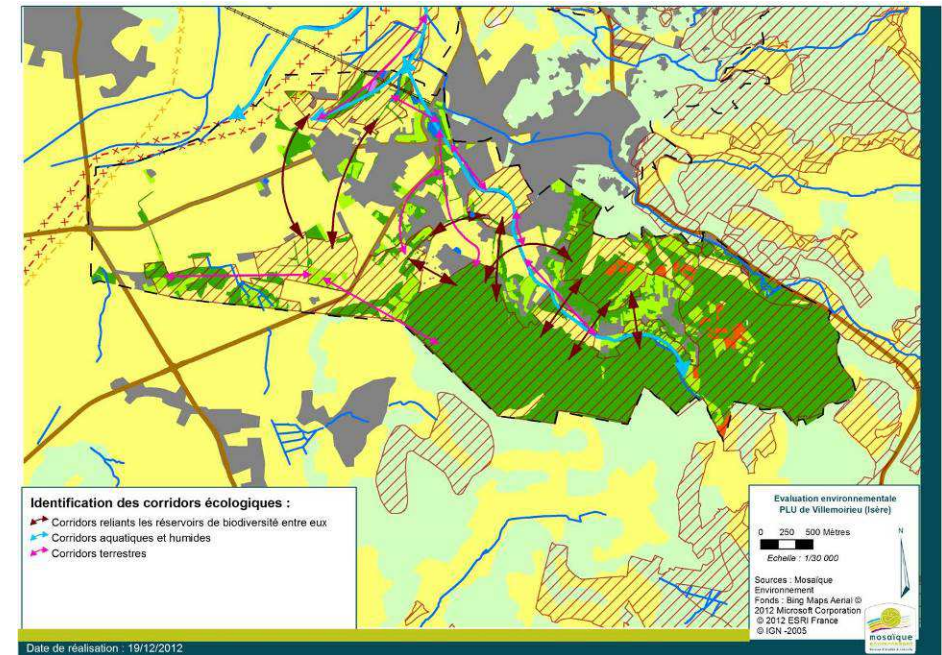 Identification des corridors écologiques :
Corridors reliants les réservoirs de biodiversité entre eux
Corridors aquatiques et humides
Corridors terrestres
Evaluation environnementale
PLU de Villemoirieu (Isère)
0 250 500 Mètres
N
Echelle : 1/30 000
Sources : Mosaïque
Environnement
Fonds : Bing Maps Aerial ©
2012 Microsoft Corporation
© 2012 ESRI France
© IGN -2005
mosaïque
Date de réalisation : 19/12/2012